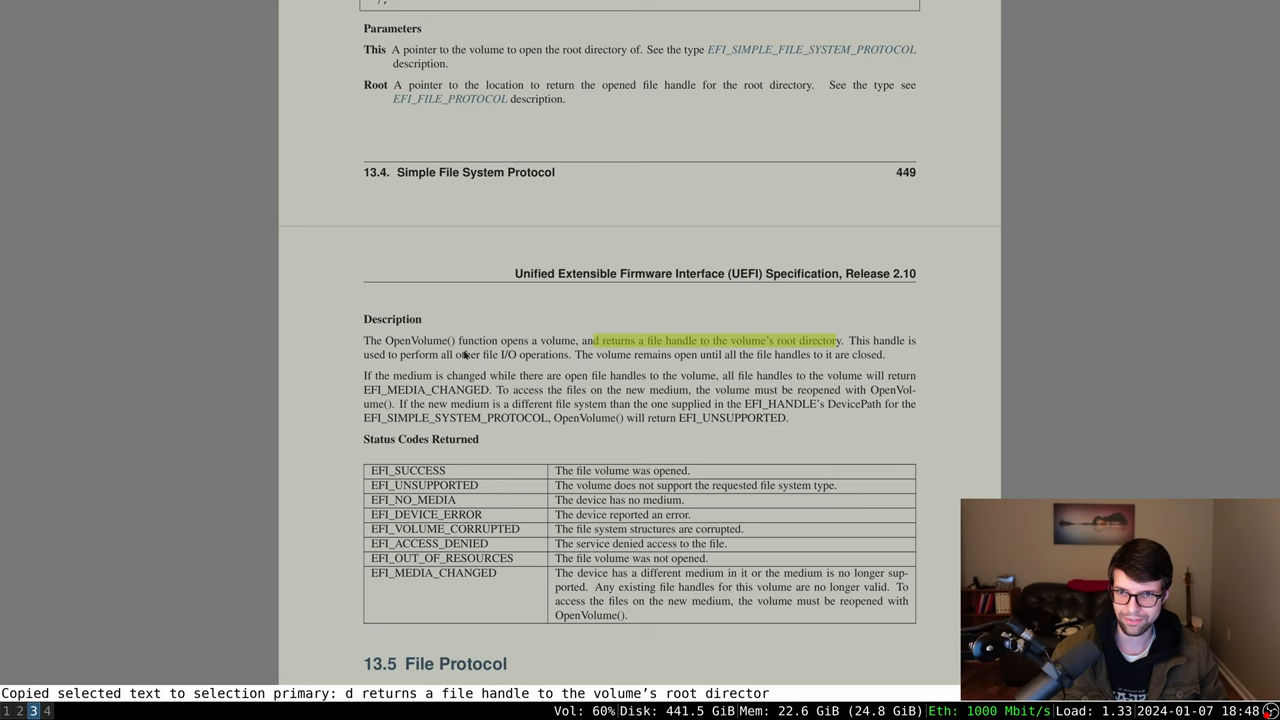 );
Parameters
This A pointer to the volume to open the root directory of. See the type EFI_SIMPLE_FILE_SYSTEM_PROTOCOL
description.
Root A pointer to the location to return the opened file handle for the root directory. See the type see
EFI_FILE_PROTOCOL description.
13.4. Simple File System Protocol 449
Unified Extensible Firmware Interface (UEFI) Specification, Release 2.10
Description
The OpenVolume() function opens a volume, and returns a file handle to the volume's root directory. This handle is
used to perform all other file I/O operations. The volume remains open until all the file handles to it are closed.
If the medium is changed while there are open file handles to the volume, all file handles to the volume will return
EFI_MEDIA_CHANGED. To access the files on the new medium, the volume must be reopened with OpenVol-
ume(). If the new medium is a different file system than the one supplied in the EFI_HANDLE's DevicePath for the
EFI_SIMPLE_SYSTEM_PROTOCOL, OpenVolume() will return EFI_UNSUPPORTED.
Status Codes Returned
EFI_SUCCESS The file volume was opened.
EFI_UNSUPPORTED The volume does not support the requested file system type.
EFI_NO_MEDIA The device has no medium.
EFI_DEVICE_ERROR The device reported an error.
EFI_VOLUME_CORRUPTED The file system structures are corrupted.
EFI_ACCESS_DENIED The service denied access to the file.
EFI_OUT_OF_RESOURCES The file volume was not opened.
EFI_MEDIA_CHANGED The device has a different medium in it or the medium is no longer sup-
ported. Any existing file handles for this volume are no longer valid. To
access the files on the new medium, the volume must be reopened with
OpenVolume().
13.5 File Protocol
Copied selected text to selection primary: d returns a file handle to the volume's root director
1 2 3 4 Vol: 60%|Disk: 441.5 GiB|Mem: 22.6 GiB (24.8 GiB)|Eth: 1000 Mbit/s|Load: 1.33|2024-01-07 18:48